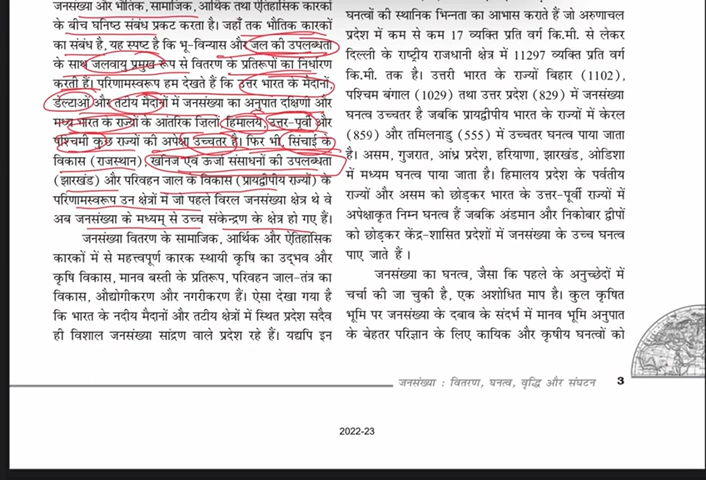 जनसंख्या और भौतिक, सामाजिक, आर्थिक तथा ऐतिहासिक कारकों
के बीच घनिष्ठ संबंध प्रकट करता है। जहाँ तक भौतिक कारकों
का संबंध है, यह स्पष्ट है कि भू-विन्यास और जल की उपलब्धता
के साथ जलवायु प्रमुख रूप से वितरण के प्रतिरूपों का निर्धारण
करती हैं। परिणामस्वरूप हम देखते हैं कि उत्तर भारत के मैदानों,
डेल्टाओं और तटीय मैदानों में जनसंख्या का अनुपात दक्षिणी और
मध्य भारत के राज्यों के आंतरिक जिलों, हिमालय, उत्तर-पूर्वी और
पश्चिमी कुछ राज्यों की अपेक्षा उच्चतर है। फिर भी, सिंचाई के
विकास (राजस्थान), खनिज एवं ऊर्जा संसाधनों की उपलब्धता
(झारखंड) और परिवहन जाल के विकास (प्रायद्वीपीय राज्यों) के
परिणामस्वरूप उन क्षेत्रों में जो पहले विरल जनसंख्या क्षेत्र थे वे
अब जनसंख्या के मध्यम् से उच्च संकेन्द्रण के क्षेत्र हो गए हैं।
जनसंख्या वितरण के सामाजिक, आर्थिक और ऐतिहासिक
कारकों में से महत्त्वपूर्ण कारक स्थायी कृषि का उद्भव और
कृषि विकास, मानव बस्ती के प्रतिरूप, परिवहन जाल-तंत्र का
विकास, औद्योगीकरण और नगरीकरण हैं। ऐसा देखा गया है
कि भारत के नदीय मैदानों और तटीय क्षेत्रों में स्थित प्रदेश सदैव
ही विशाल जनसंख्या सांद्रण वाले प्रदेश रहे हैं। यद्यपि इन
घनत्वों की स्थानिक भिन्नता का आभास कराते हैं जो अरुणाचल
प्रदेश में कम से कम 17 व्यक्ति प्रति वर्ग कि.मी. से लेकर
दिल्ली के राष्ट्रीय राजधानी क्षेत्र में 11297 व्यक्ति प्रति वर्ग
कि.मी. तक है। उत्तरी भारत के राज्यों बिहार (1102),
पश्चिम बंगाल (1029) तथा उत्तर प्रदेश (829) में जनसंख्या
घनत्व उच्चतर है जबकि प्रायद्वीपीय भारत के राज्यों में केरल
(859) और तमिलनाडु (555) में उच्चतर घनत्व पाया जाता
है। असम, गुजरात, आंध्र प्रदेश, हरियाणा, झारखंड, ओडिशा
में मध्यम घनत्व पाया जाता है। हिमालय प्रदेश के पर्वतीय
राज्यों और असम को छोड़कर भारत के उत्तर-पूर्वी राज्यों में
अपेक्षाकृत निम्न घनत्व हैं जबकि अंडमान और निकोबार द्वीपों
को छोड़कर केंद्र-शासित प्रदेशों में जनसंख्या के उच्च घनत्व
पाए जाते हैं ।
जनसंख्या का घनत्व, जैसा कि पहले के अनुच्छेदों में
चर्चा की जा चुकी है, एक अशोधित माप है। कुल कृषित
भूमि पर जनसंख्या के दबाव के संदर्भ में मानव भूमि अनुपात
के बेहतर परिज्ञान के लिए कायिक और कृषीय घनत्वों को
जनसंख्या : वितरण, घनत्व, वृद्धि और संघटन 3
2022-23